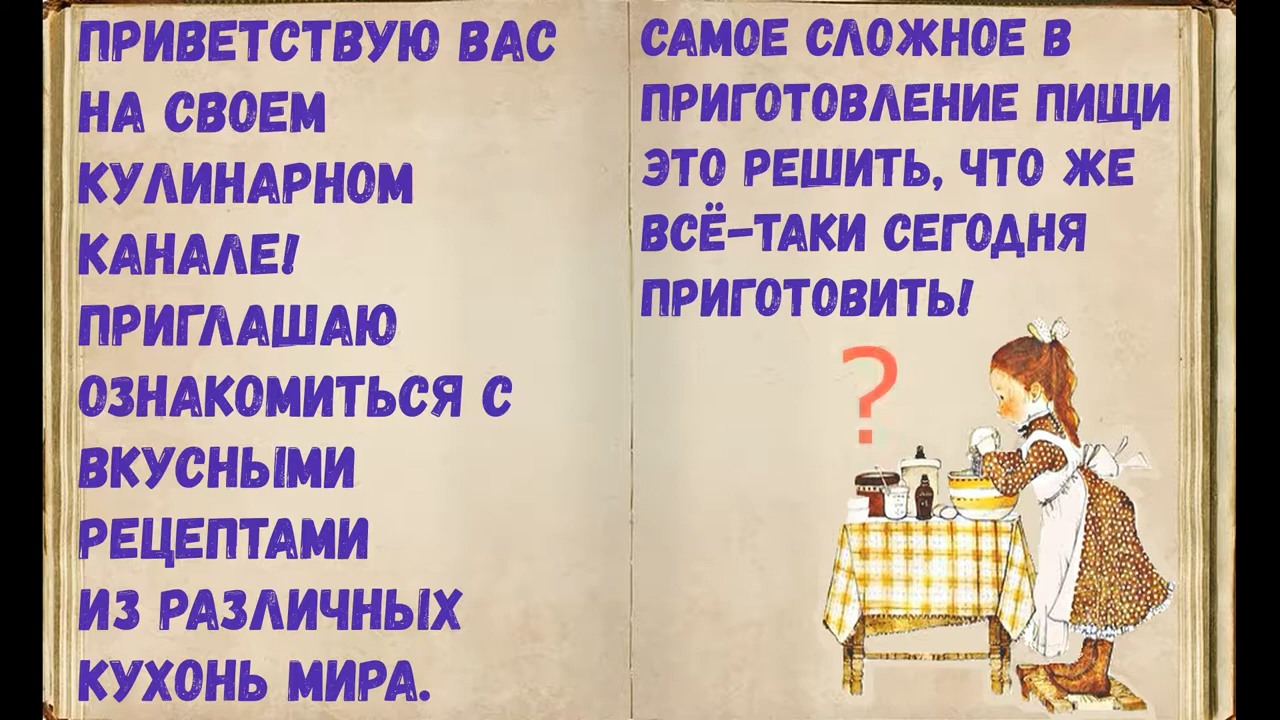 ПРИВЕТСТВУЮ ВАС
НА СВОЕМ
КУЛИНАРНОМ
КАНАЛЕ!
ПРИГЛАШАЮ
ОЗНАКОМИТЬСЯ С
ВКУСНЫМИ
РЕЦЕПТАМИ
ИЗ РАЗЛИЧНЫХ
КУХОНЬ МИРА.
САМОЕ СЛОЖНОЕ В
ПРИГОТОВЛЕНИЕ ПИЩИ
ЭТО РЕШИТЬ, ЧТО ЖЕ
ВСЁ-ТАКИ СЕГОДНЯ
ПРИГОТОВИТЬ!
?